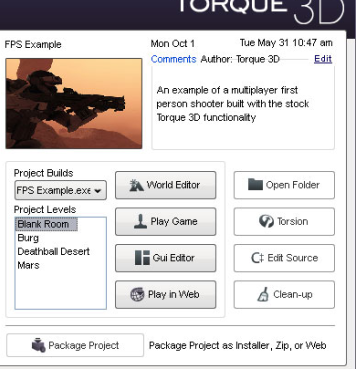 TORQUE 3D
FPS Example
Mon Oct 1
Tue May 31 10:47 am
Comments Author: Torque 3D
Edit
An example of a multiplayer first
person shooter built with the stock
Torque 3D functionality
Project Builds
FPS Example.exe
Project Levels
Blank Room
Burg
Deathball Desert
Mars
World Editor
Play Game
Gui Editor
Play in Web
Open Folder
Torsion
Edit Source
Clean-up
Package Project
Package Project as Installer, Zip, or Web